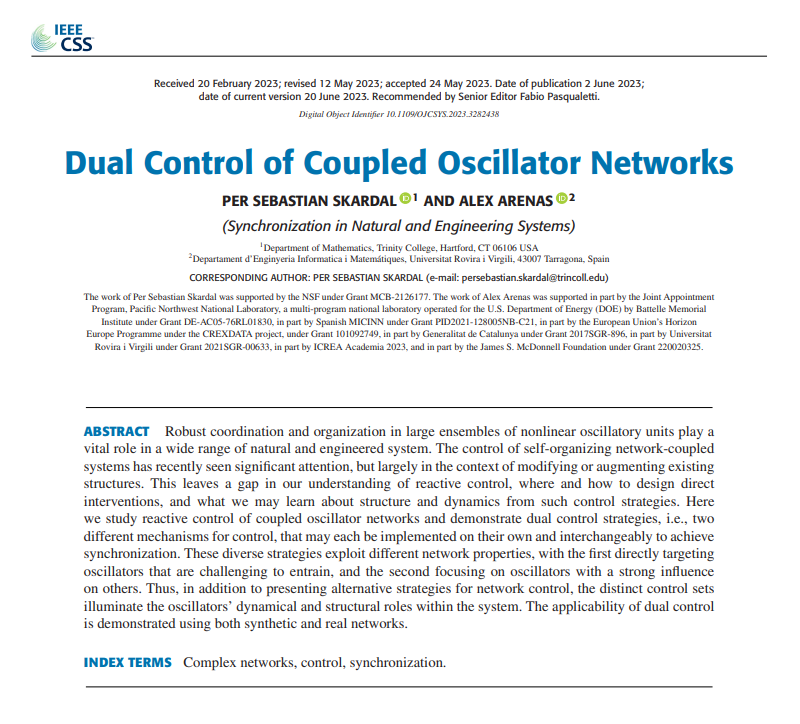 IEEE
CSS
Received 20 February 2023; revised 12 May 2023; accepted 24 May 2023. Date of publication 2 June 2023;
date of current version 20 June 2023. Recommended by Senior Editor Fabio Pasqualetti.
Digital Object Identifier 10.1109/OJCSYS.2023.3282438
Dual Control of Coupled Oscillator Networks
PER SEBASTIAN SKARDAL iD 1 AND ALEX ARENAS iD 2
(Synchronization in Natural and Engineering Systems)
1Department of Mathematics, Trinity College, Hartford, CT 06106 USA
2Departament d'Enginyeria Informatica i Matemátiques, Universitat Rovira i Virgili, 43007 Tarragona, Spain
CORRESPONDING AUTHOR: PER SEBASTIAN SKARDAL (e-mail: persebastian.skardal@trincoll.edu)
The work of Per Sebastian Skardal was supported by the NSF under Grant MCB-2126177. The work of Alex Arenas was supported in part by the Joint Appointment
Program, Pacific Northwest National Laboratory, a multi-program national laboratory operated for the U.S. Department of Energy (DOE) by Battelle Memorial
Institute under Grant DE-AC05-76RL01830, in part by Spanish MICINN under Grant PID2021-128005NB-C21, in part by the European Union's Horizon
Europe Programme under the CREXDATA project, under Grant 101092749, in part by Generalitat de Catalunya under Grant 2017SGR-896, in part by Universitat
Rovira i Virgili under Grant 2021SGR-00633, in part by ICREA Academia 2023, and in part by the James S. McDonnell Foundation under Grant 220020325.
ABSTRACT Robust coordination and organization in large ensembles of nonlinear oscillatory units play a
vital role in a wide range of natural and engineered system. The control of self-organizing network-coupled
systems has recently seen significant attention, but largely in the context of modifying or augmenting existing
structures. This leaves a gap in our understanding of reactive control, where and how to design direct
interventions, and what we may learn about structure and dynamics from such control strategies. Here
we study reactive control of coupled oscillator networks and demonstrate dual control strategies, i.e., two
different mechanisms for control, that may each be implemented on their own and interchangeably to achieve
synchronization. These diverse strategies exploit different network properties, with the first directly targeting
oscillators that are challenging to entrain, and the second focusing on oscillators with a strong influence
on others. Thus, in addition to presenting alternative strategies for network control, the distinct control sets
illuminate the oscillators' dynamical and structural roles within the system. The applicability of dual control
is demonstrated using both synthetic and real networks.
INDEX TERMS Complex networks, control, synchronization.